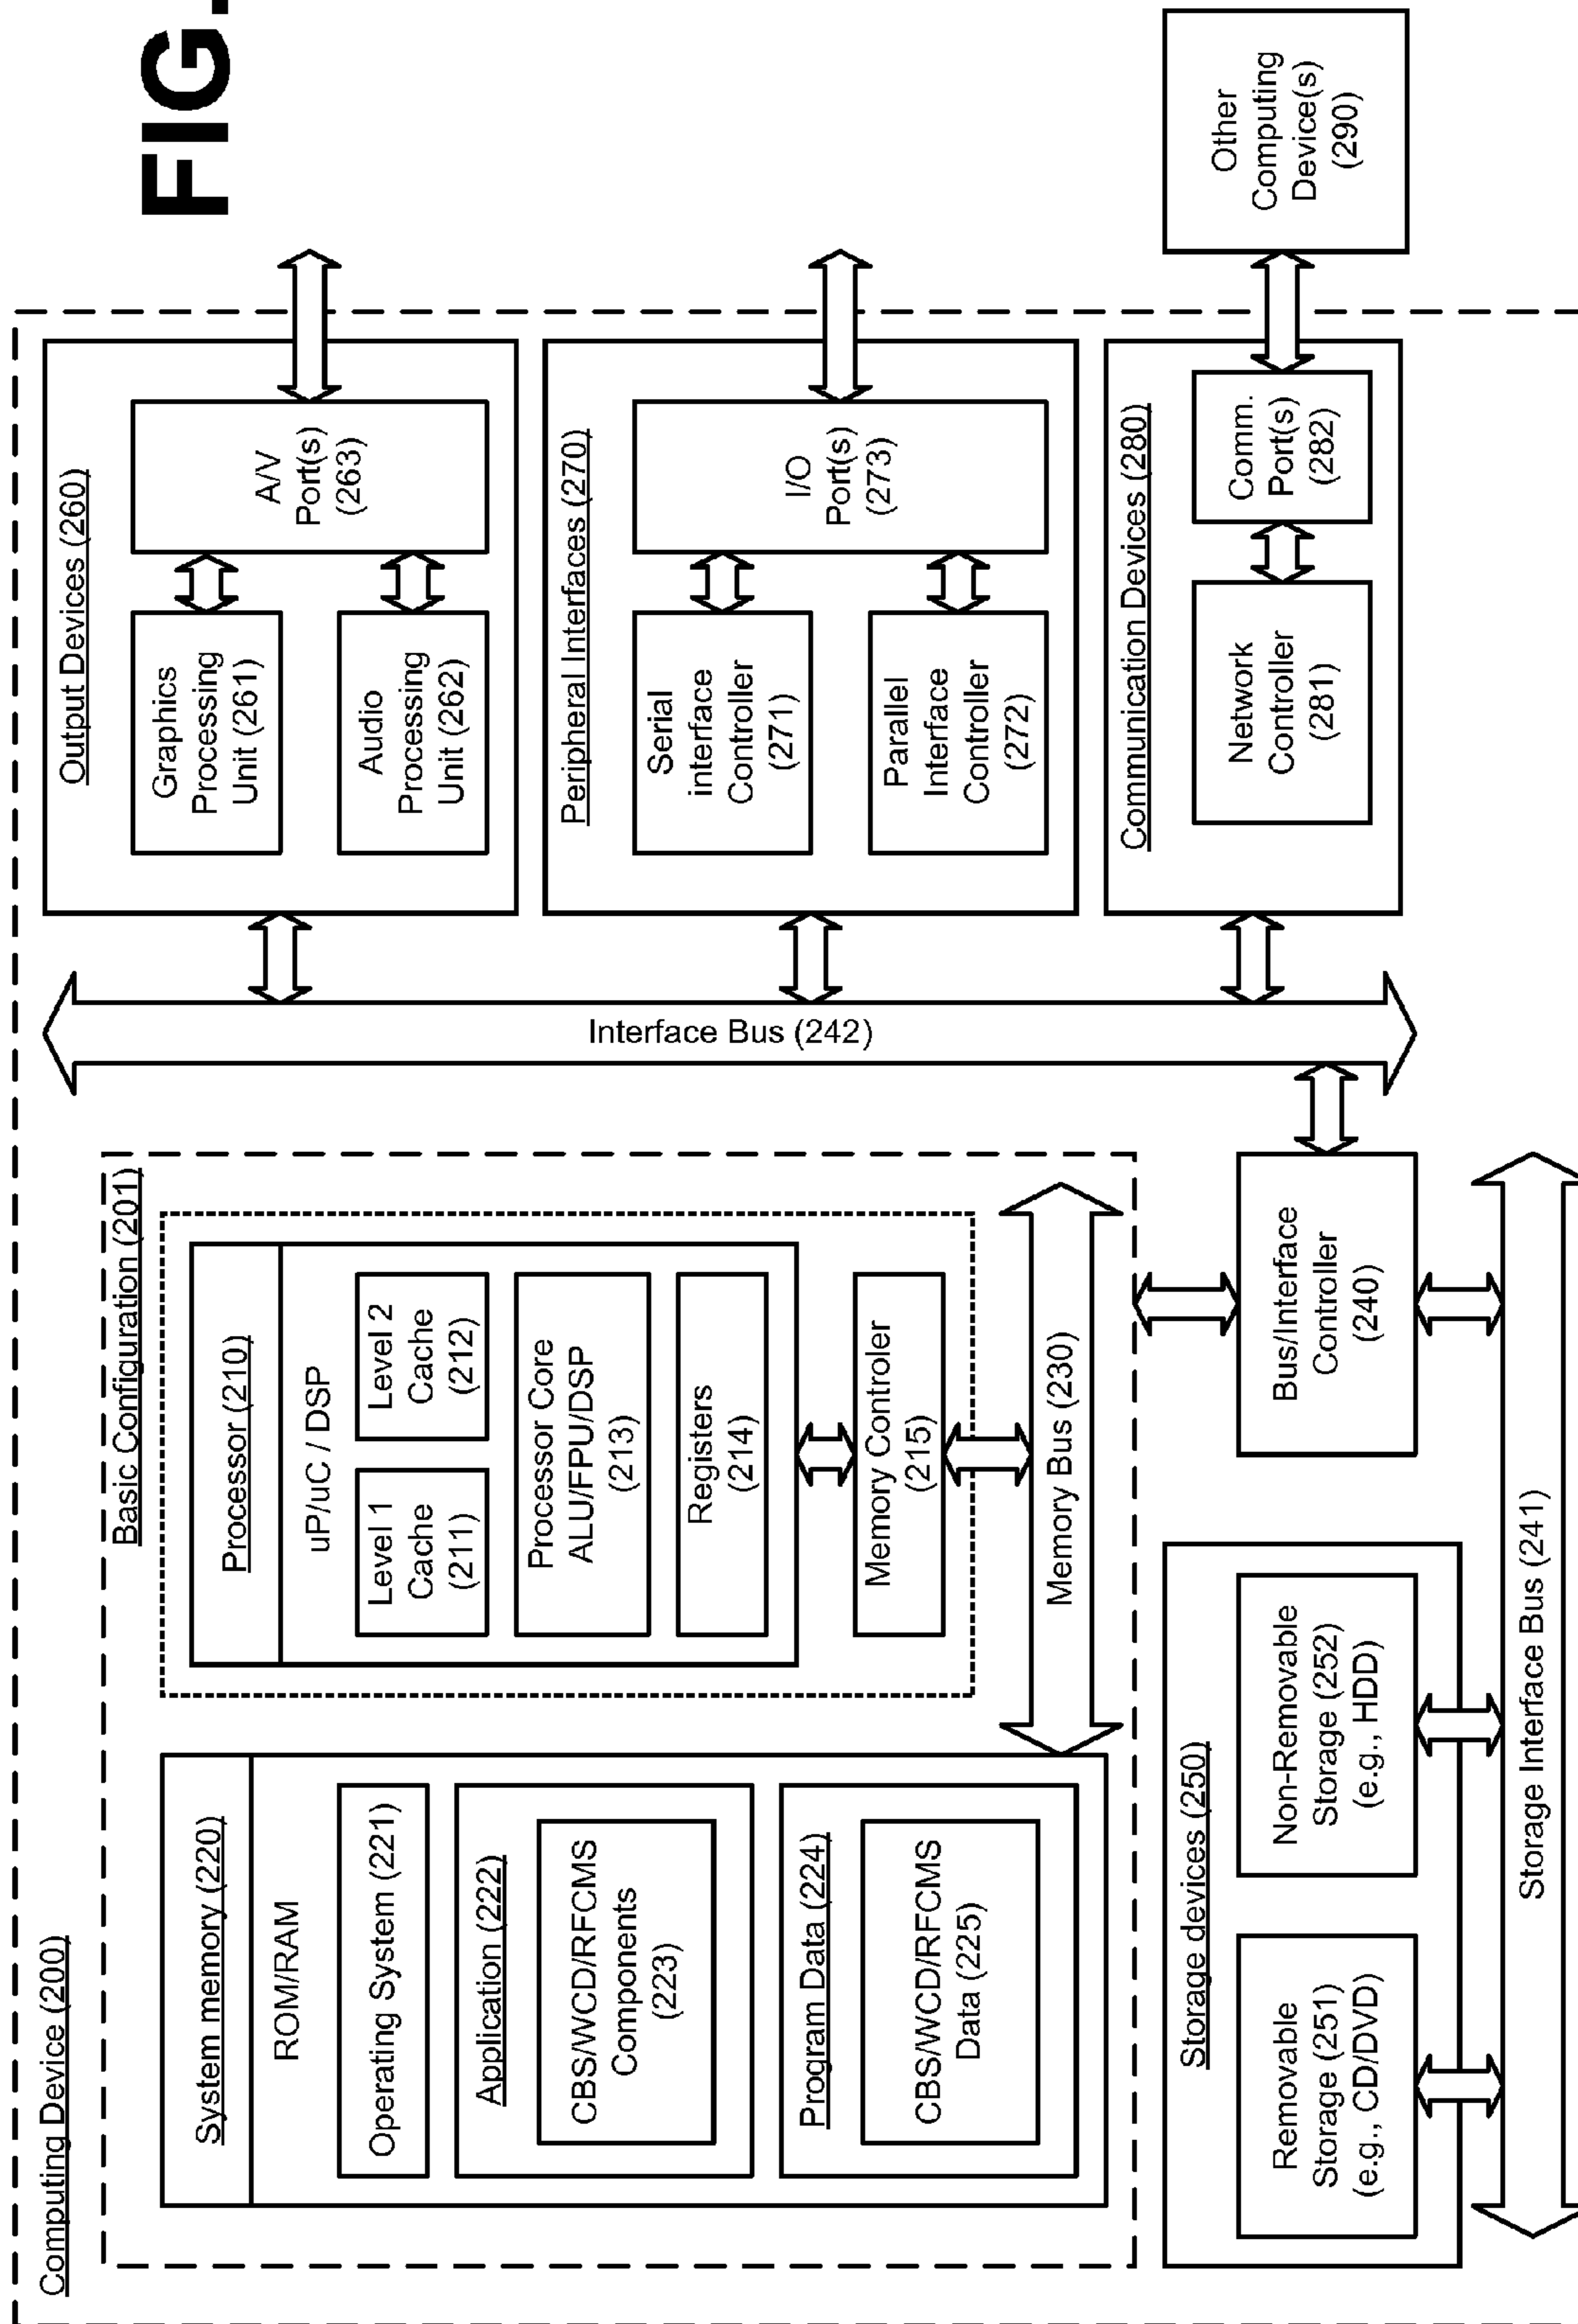 Computing Device (200)
Basic Configuration (201)
System memory (220)
ROM/RAM
Operating System (221)
Application (222)
CBS/WCD/RFCMS
Components
(223)
Program Data (224)
CBS/WCD/RFCMS
Data (225)
Processor (210)
uP/uC / DSP
Level 1
Cache
(211)
Level 2
Cache
(212)
Processor Core
ALU/FPU/DSP
(213)
Registers
(214)
Memory Controler
(215)
Memory Bus (230)
Storage devices (250)
Removable
Storage (251)
(e.g., CD/DVD)
Non-Removable
Storage (252)
(e.g., HDD)
Bus/Interface
Controller
(240)
Storage Interface Bus (241)
Interface Bus (242)
Output Devices (260)
Graphics
Processing
Unit (261)
Audio
Processing
Unit (262)
A/V
Port(s)
(263)
Peripheral Interfaces (270)
Serial
interface
Controller
(271)
Parallel
Interface
Controller
(272)
I/O
Port(s)
(273)
Communication Devices (280)
Network
Controller
(281)
Comm.
Port(s)
(282)
Other
Computing
Device(s)
(290)
FIG.